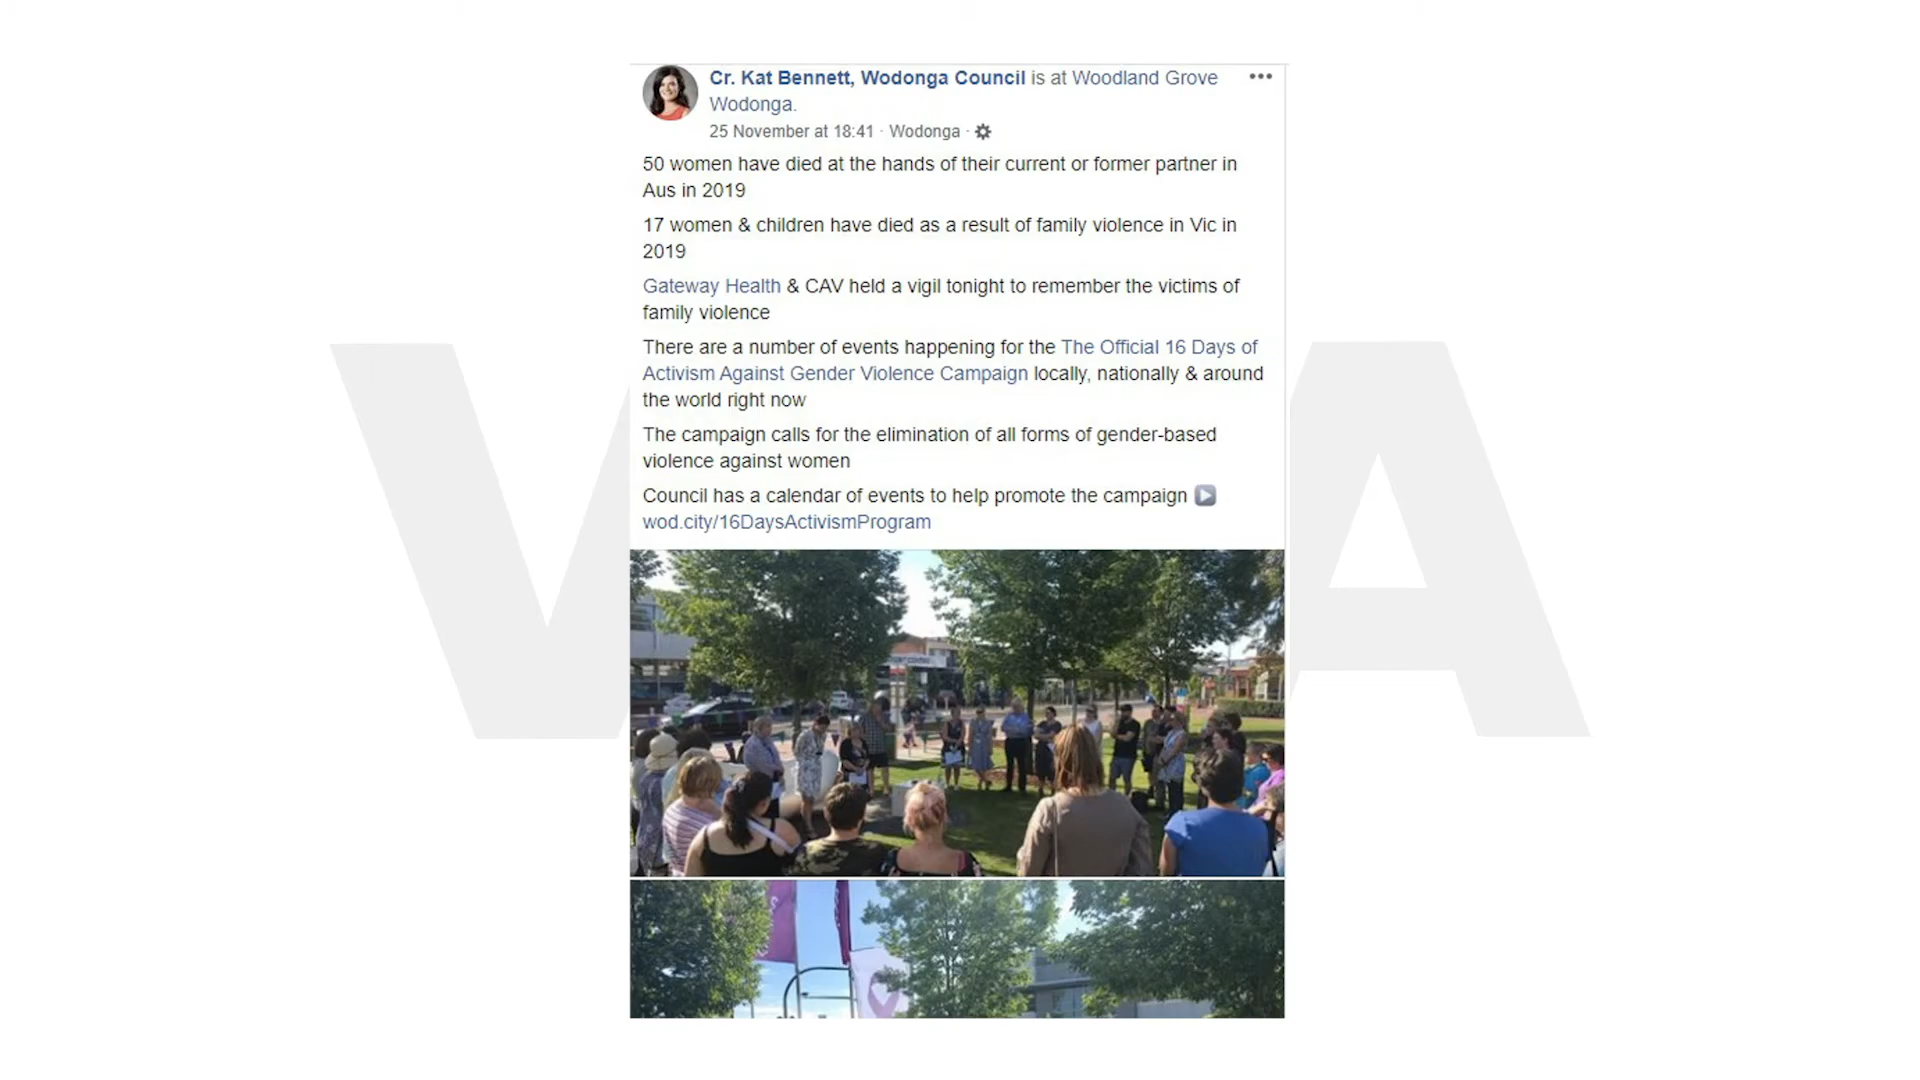 Cr. Kat Bennett, Wodonga Council is at Woodland Grove
Wodonga.
25 November at 18:41 · Wodonga ·
50 women have died at the hands of their current or former partner in
Aus in 2019
17 women & children have died as a result of family violence in Vic in
2019
Gateway Health & CAV held a vigil tonight to remember the victims of
family violence
There are a number of events happening for the The Official 16 Days of
Activism Against Gender Violence Campaign locally, nationally & around
the world right now
The campaign calls for the elimination of all forms of gender-based
violence against women
Council has a calendar of events to help promote the campaign
wod.city/16DaysActivismProgram